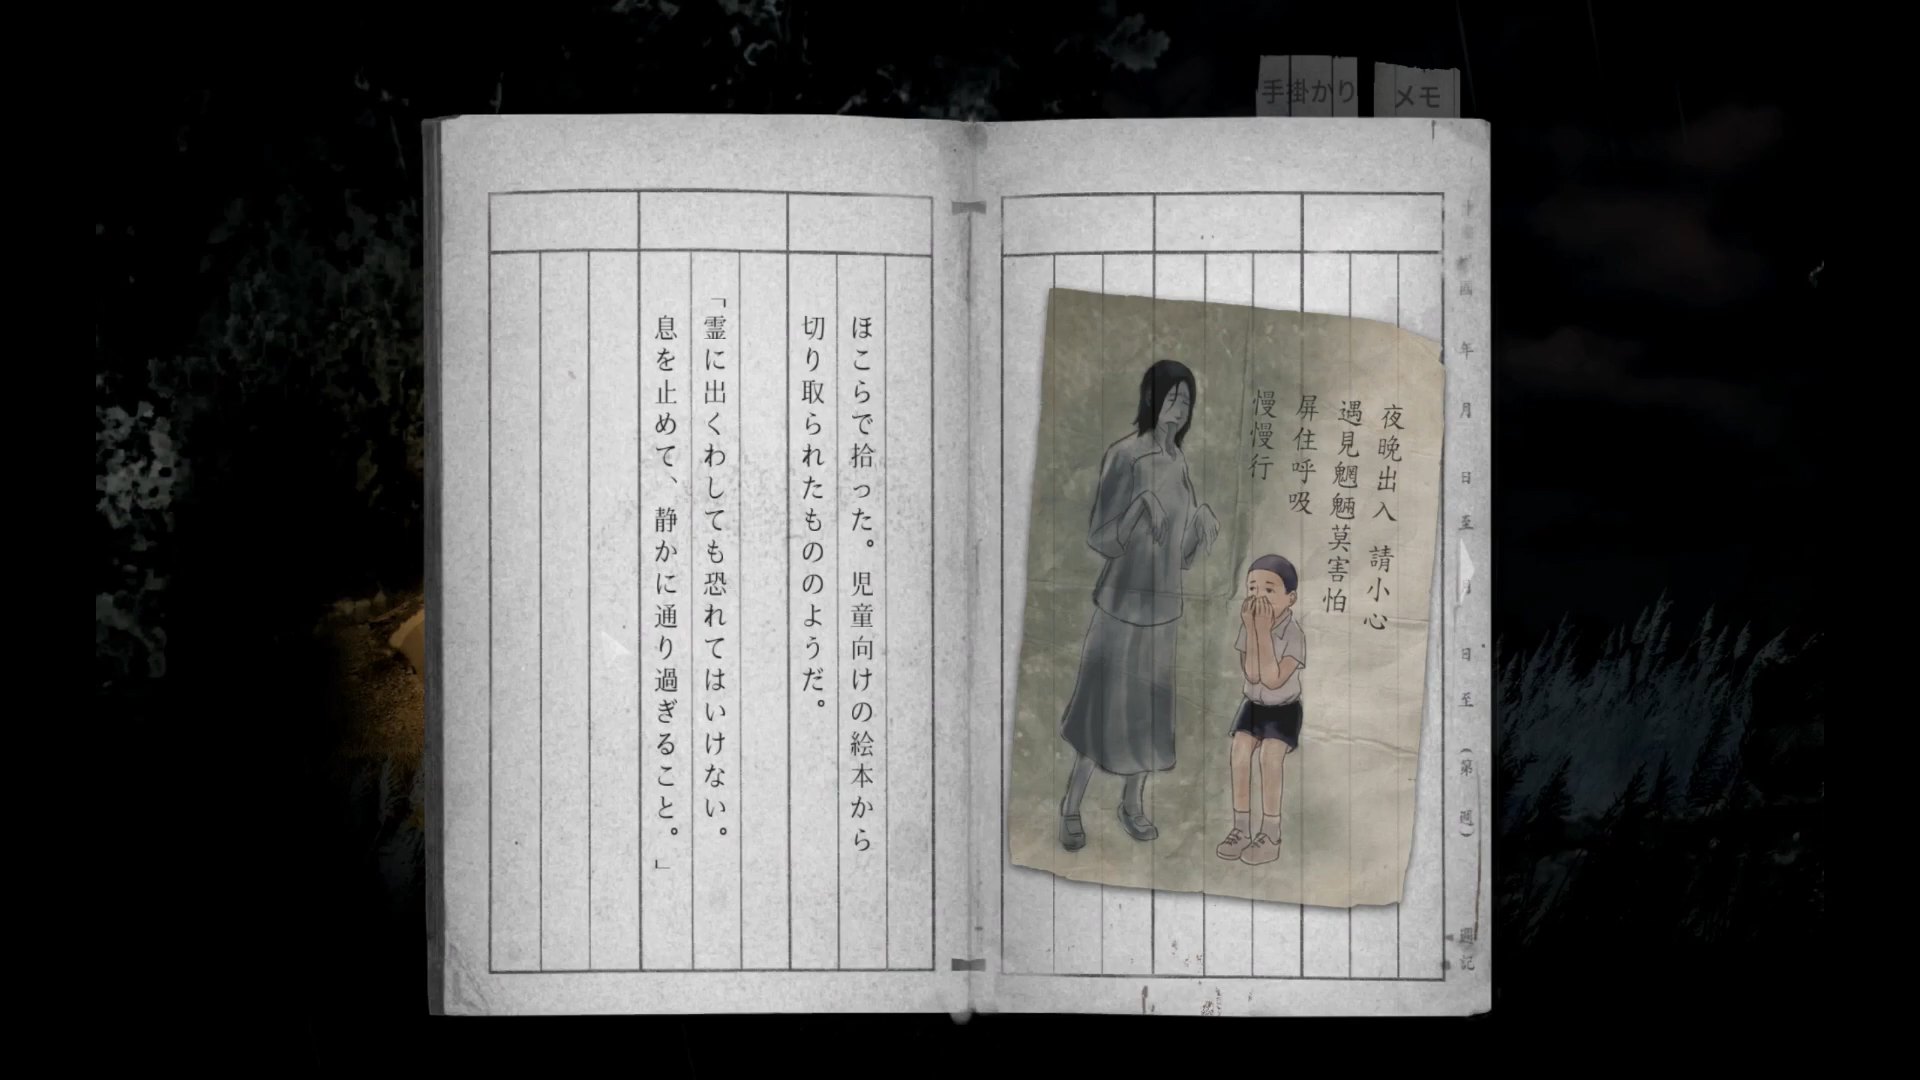 手掛かり
メモ
夜晩出入 請小心
遇見魍魎莫害怕
屏住呼吸
慢慢行
ほこらで拾った。児童向けの絵本から
切り取られたもののようだ。
「霊に出くわしても恐れてはいけない。
息を止めて、静かに通り過ぎること。」
年 月 日至 月 日至 (第 週) 週記